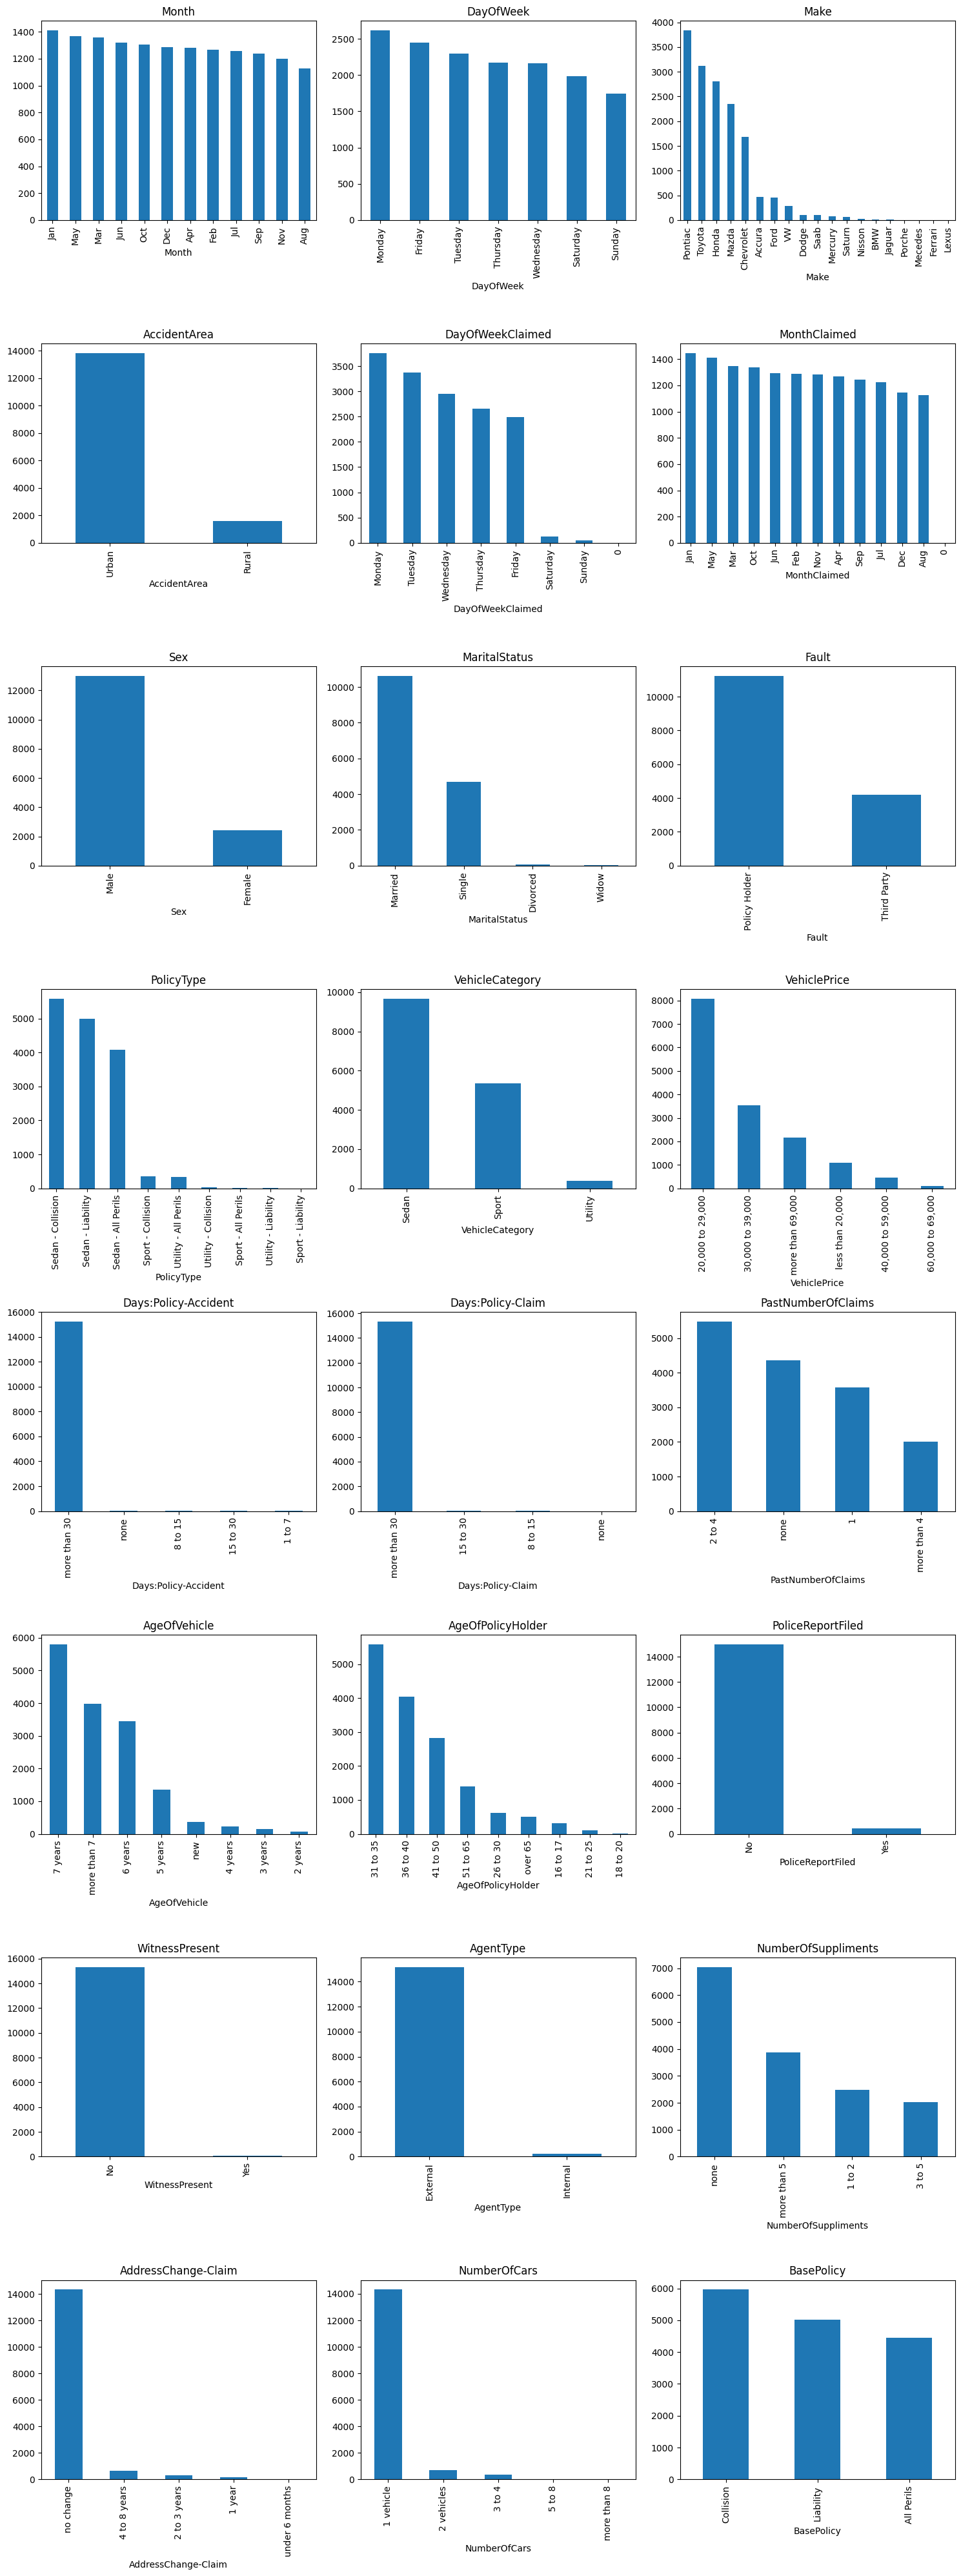 Month
DayOfWeek
Make
1400
1200
1000
800
600
400
200
0
Jan
May
Mar
Jun
Oct
Dec
Apr
Feb
Jul
Sep
Nov
Aug
Month
2500
2000
1500
1000
500
0
Monday
Friday
Tuesday
Thursday
Wednesday
Saturday
Sunday
DayOfWeek
4000
3500
3000
2500
2000
1500
1000
500
0
Pontiac
Toyota
Honda
Mazda
Chevrolet
Accura
Ford
VW
Dodge
Saab
Mercury
Saturn
Nisson
BMW
Jaguar
Porche
Mecedes
Ferrari
Lexus
Make
AccidentArea
DayOfWeekClaimed
MonthClaimed
14000
12000
10000
8000
6000
4000
2000
0
Urban
Rural
AccidentArea
3500
3000
2500
2000
1500
1000
500
0
Monday
Tuesday
Wednesday
Thursday
Friday
Saturday
Sunday
0
DayOfWeekClaimed
1400
1200
1000
800
600
400
200
0
Jan
May
Mar
Oct
Jun
Feb
Nov
Apr
Sep
Jul
Dec
Aug
0
MonthClaimed
Sex
MaritalStatus
Fault
12000
10000
8000
6000
4000
2000
0
Male
Female
Sex
10000
8000
6000
4000
2000
0
Married
Single
Divorced
Widow
MaritalStatus
10000
8000
6000
4000
2000
0
Policy Holder
Third Party
Fault
PolicyType
VehicleCategory
VehiclePrice
5000
4000
3000
2000
1000
0
Sedan - Collision
Sedan - Liability
Sedan - All Perils
Sport - Collision
Utility - All Perils
Utility - Collision
Sport - All Perils
Utility - Liability
Sport - Liability
PolicyType
10000
8000
6000
4000
2000
0
Sedan
Sport
Utility
VehicleCategory
8000
7000
6000
5000
4000
3000
2000
1000
0
20,000 to 29,000
30,000 to 39,000
more than 69,000
less than 20,000
40,000 to 59,000
60,000 to 69,000
VehiclePrice
Days:Policy-Accident
Days:Policy-Claim
PastNumberOfClaims
16000
14000
12000
10000
8000
6000
4000
2000
0
more than 30
none
8 to 15
15 to 30
1 to 7
Days:Policy-Accident
16000
14000
12000
10000
8000
6000
4000
2000
0
more than 30
15 to 30
8 to 15
none
Days:Policy-Claim
5000
4000
3000
2000
1000
0
2 to 4
none
1
more than 4
PastNumberOfClaims
AgeOfVehicle
AgeOfPolicyHolder
PoliceReportFiled
6000
5000
4000
3000
2000
1000
0
7 years
more than 7
6 years
5 years
new
4 years
3 years
2 years
AgeOfVehicle
5000
4000
3000
2000
1000
0
31 to 35
36 to 40
41 to 50
51 to 65
26 to 30
over 65
16 to 17
21 to 25
18 to 20
AgeOfPolicyHolder
14000
12000
10000
8000
6000
4000
2000
0
No
Yes
PoliceReportFiled
WitnessPresent
AgentType
NumberOfSuppliments
16000
14000
12000
10000
8000
6000
4000
2000
0
No
Yes
WitnessPresent
14000
12000
10000
8000
6000
4000
2000
0
External
Internal
AgentType
7000
6000
5000
4000
3000
2000
1000
0
none
more than 5
1 to 2
3 to 5
NumberOfSuppliments
AddressChange-Claim
NumberOfCars
BasePolicy
14000
12000
10000
8000
6000
4000
2000
0
no change
4 to 8 years
2 to 3 years
1 year
under 6 months
AddressChange-Claim
14000
12000
10000
8000
6000
4000
2000
0
1 vehicle
2 vehicles
3 to 4
5 to 8
more than 8
NumberOfCars
6000
5000
4000
3000
2000
1000
0
Collision
Liability
All Perils
BasePolicy